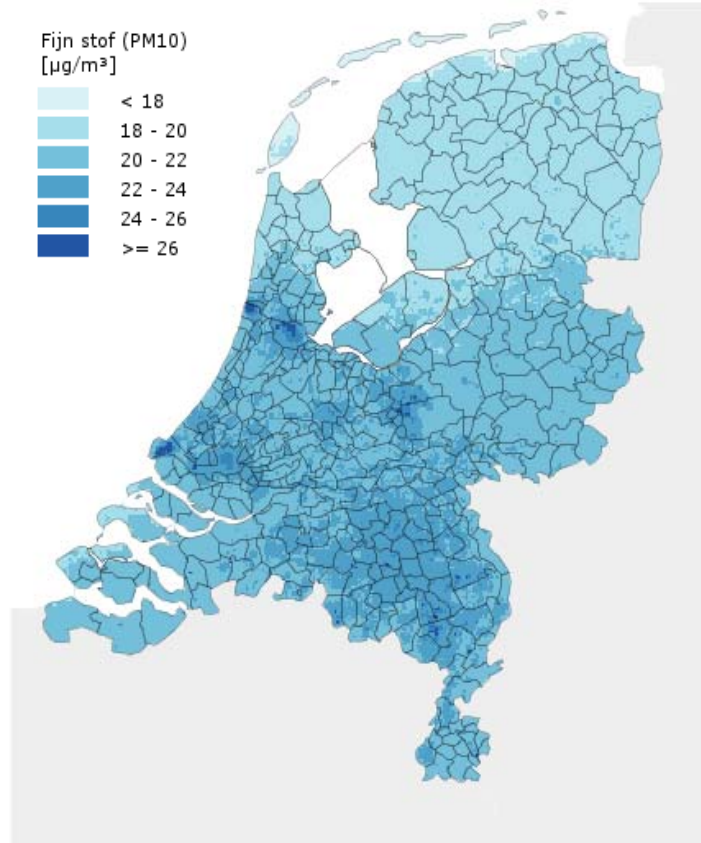 Fijn stof (PM10)
[µg/m³]
< 18
18 - 20
20 - 22
22 - 24
24 - 26
>= 26